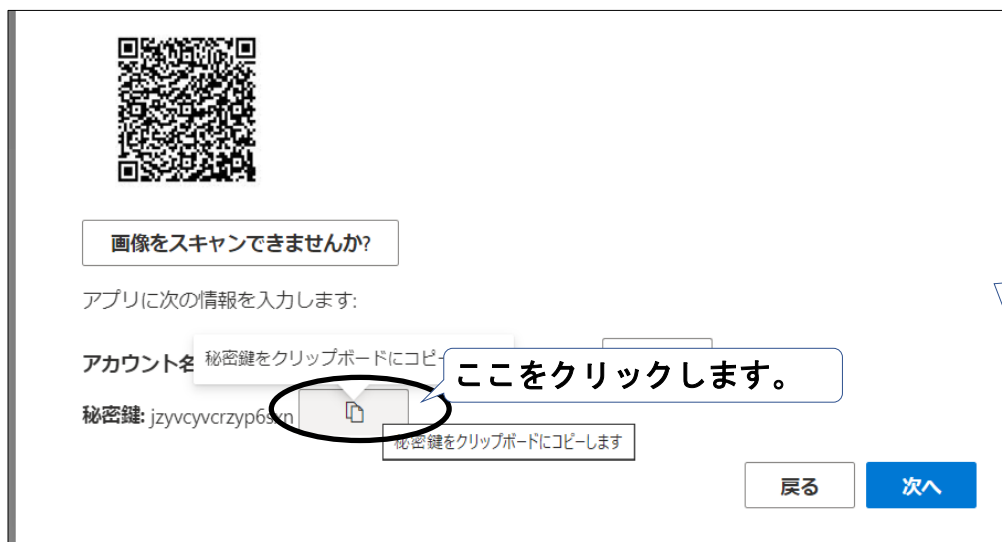 画像をスキャンできませんか?
アプリに次の情報を入力します:
秘密鍵をクリップボードにコピー
アカウント名
ここをクリックします。
秘密鍵: jzyvcyvcrzyp6sxn
秘密鍵をクリップボードにコピーします
戻る
次へ